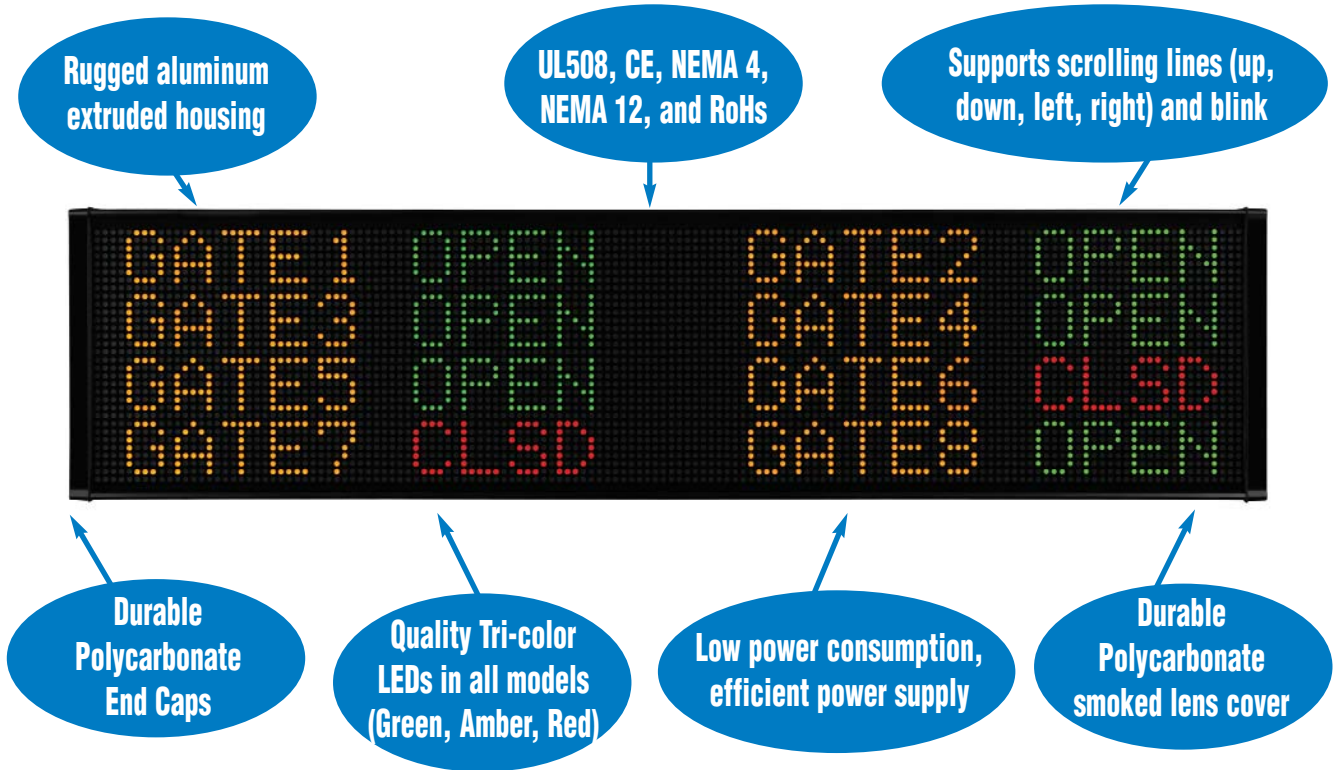 Rugged aluminum
extruded housing
UL508, CE, NEMA 4,
NEMA 12, and RoHs
Supports scrolling lines (up,
down, left, right) and blink
GATE1 OPEN GATE2 OPEN
GATE3 OPEN GATE4 OPEN
GATE5 OPEN GATE6 CLSD
GATE7 CLSD GATE8 OPEN
Durable
Polycarbonate
End Caps
Quality Tri-color
LEDs in all models
(Green, Amber, Red)
Low power consumption,
efficient power supply
Durable
Polycarbonate
smoked lens cover